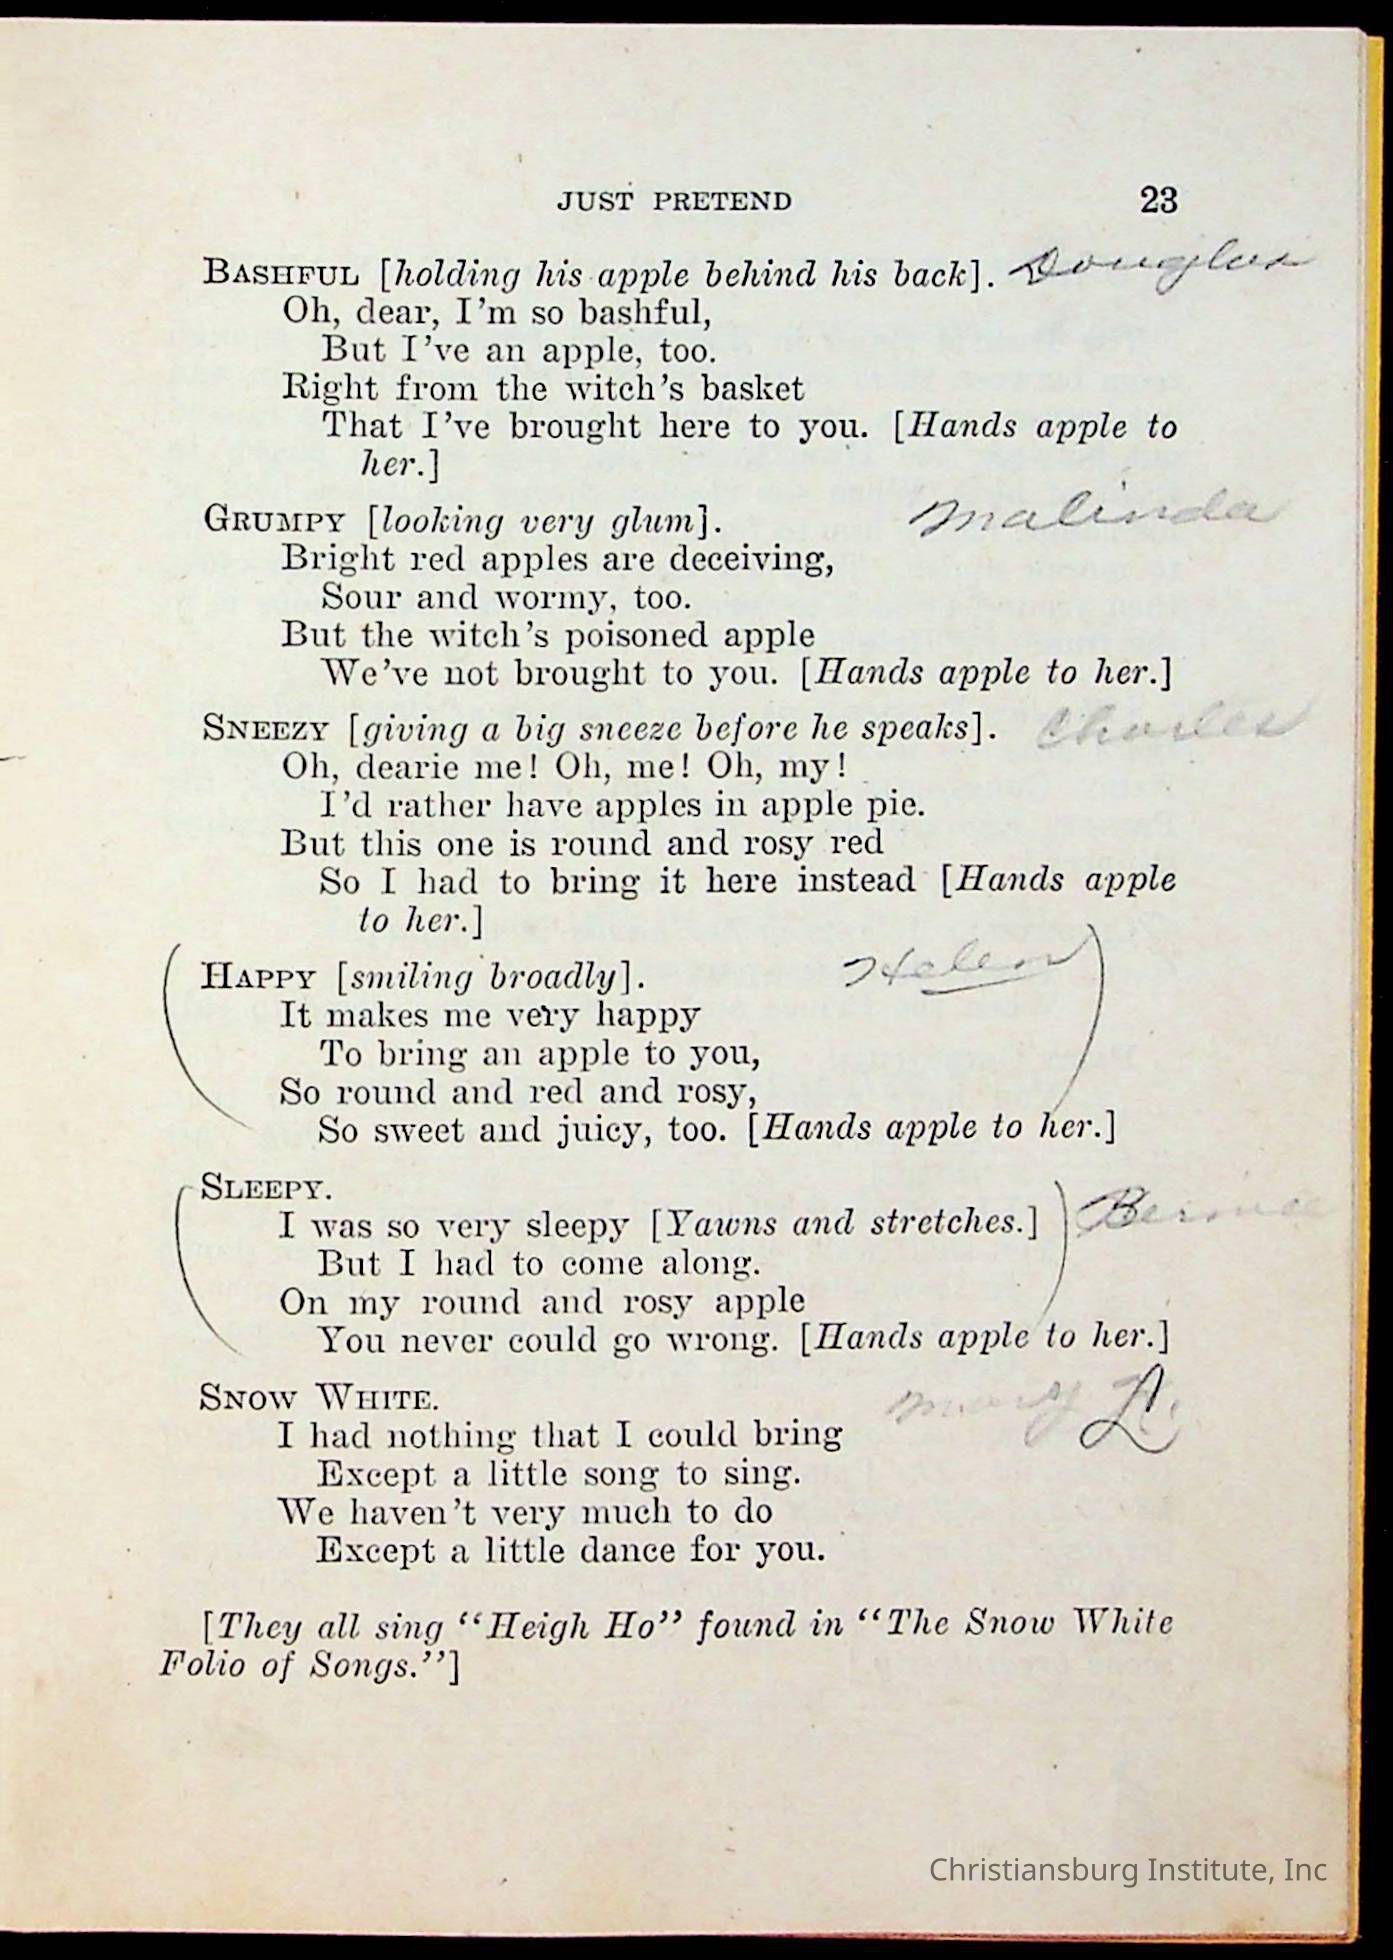 JUST PRETEND 23
BASHFUL [holding his apple behind his back]. Douglas
Oh, dear, I'm so bashful,
But I've an apple, too.
Right from the witch's basket
That I've brought here to you. [Hands apple to
her.]
GRUMPY [looking very glum]. Malinda
Bright red apples are deceiving,
Sour and wormy, too.
But the witch's poisoned apple
We've not brought to you. [Hands apple to her.]
SNEEZY [giving a big sneeze before he speaks]. Charles
Oh, dearie me! Oh, me! Oh, my!
I'd rather have apples in apple pie.
But this one is round and rosy red
So I had to bring it here instead [Hands apple
to her.]
HAPPY [smiling broadly]. Helen
It makes me very happy
To bring an apple to you,
So round and red and rosy,
So sweet and juicy, too. [Hands apple to her.]
SLEEPY.
I was so very sleepy [Yawns and stretches.] Bernice
But I had to come along.
On my round and rosy apple
You never could go wrong. [Hands apple to her.]
SNOW WHITE. Mary L
I had nothing that I could bring
Except a little song to sing.
We haven't very much to do
Except a little dance for you.
[They all sing "Heigh Ho" found in "The Snow White
Folio of Songs."]
Christiansburg Institute, Inc